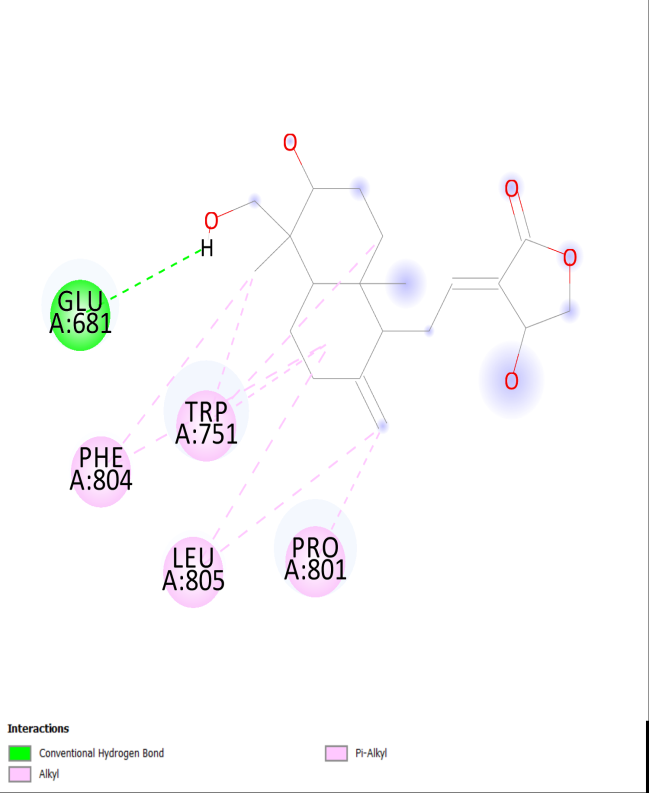 O
O
O
O
H
O
GLU
A:681
O
TRP
A:751
PHE
A:804
PRO
A:801
LEU
A:805
Interactions
Conventional Hydrogen Bond
Pi-Alkyl
Alkyl